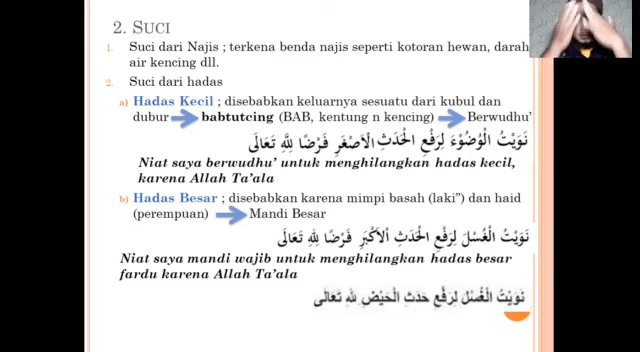 2. SUCI
1. Suci dari Najis ; terkena benda najis seperti kotoran hewan, darah
air kencing dll.
2. Suci dari hadas
a) Hadas Kecil ; disebabkan keluarnya sesuatu dari kubul dan
dubur babtutcing (BAB, kentung n kencing) Berwudhu'
نَوَيْتُ الْوُضُوْءَ لِرَفْعِ الْحَدَثِ الْاَصْغَرِ فَرْضًا لِلّٰهِ تَعَالَى
Niat saya berwudhu' untuk menghilangkan hadas kecil,
karena Allah Ta'ala
b) Hadas Besar ; disebabkan karena mimpi basah (laki") dan haid
(perempuan) Mandi Besar
نَوَيْتُ الْغُسْلَ لِرَفْعِ الْحَدَثِ اْلاَكْبَرِ فَرْضًا لِلهِ تَعَالَى
Niat saya mandi wajib untuk menghilangkan hadas besar
fardu karena Allah Ta'ala
نَوَيْتُ الْغُسْلَ لِرَفْعِ حَدَثِ الْحَيْضِ لِلهِ تَعَالَى